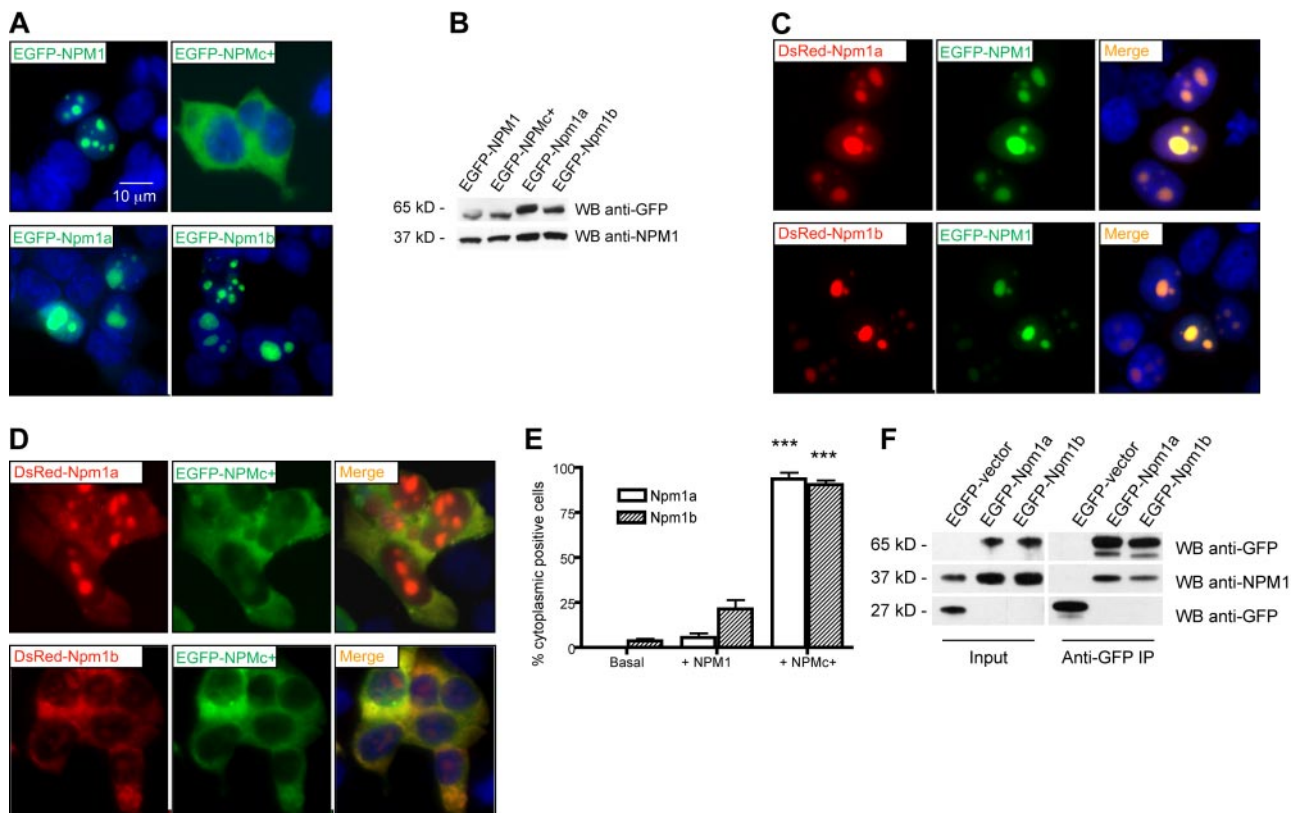 A
EGFP-NPM1
EGFP-NPMc+
10 µm
EGFP-Npm1a
EGFP-Npm1b
B
EGFP-NPM1
EGFP-NPMc+
EGFP-Npm1a
EGFP-Npm1b
65 kD -
WB anti-GFP
37 kD -
WB anti-NPM1
C
DsRed-Npm1a
EGFP-NPM1
Merge
DsRed-Npm1b
EGFP-NPM1
Merge
D
DsRed-Npm1a
EGFP-NPMc+
Merge
DsRed-Npm1b
EGFP-NPMc+
Merge
E
% cytoplasmic positive cells
100
75
50
25
0
Npm1a
Npm1b
***
***
Basal
+ NPM1
+ NPMc+
F
EGFP-vector
EGFP-Npm1a
EGFP-Npm1b
EGFP-vector
EGFP-Npm1a
EGFP-Npm1b
65 kD -
WB anti-GFP
37 kD -
WB anti-NPM1
27 kD -
WB anti-GFP
Input
Anti-GFP IP